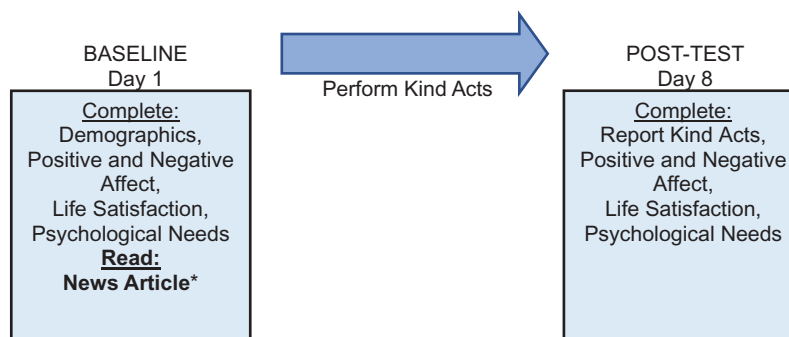 BASELINE
Day 1
Complete:
Demographics,
Positive and Negative
Affect,
Life Satisfaction,
Psychological Needs
Read:
News Article*
Perform Kind Acts
POST-TEST
Day 8
Complete:
Report Kind Acts,
Positive and Negative
Affect,
Life Satisfaction,
Psychological Needs